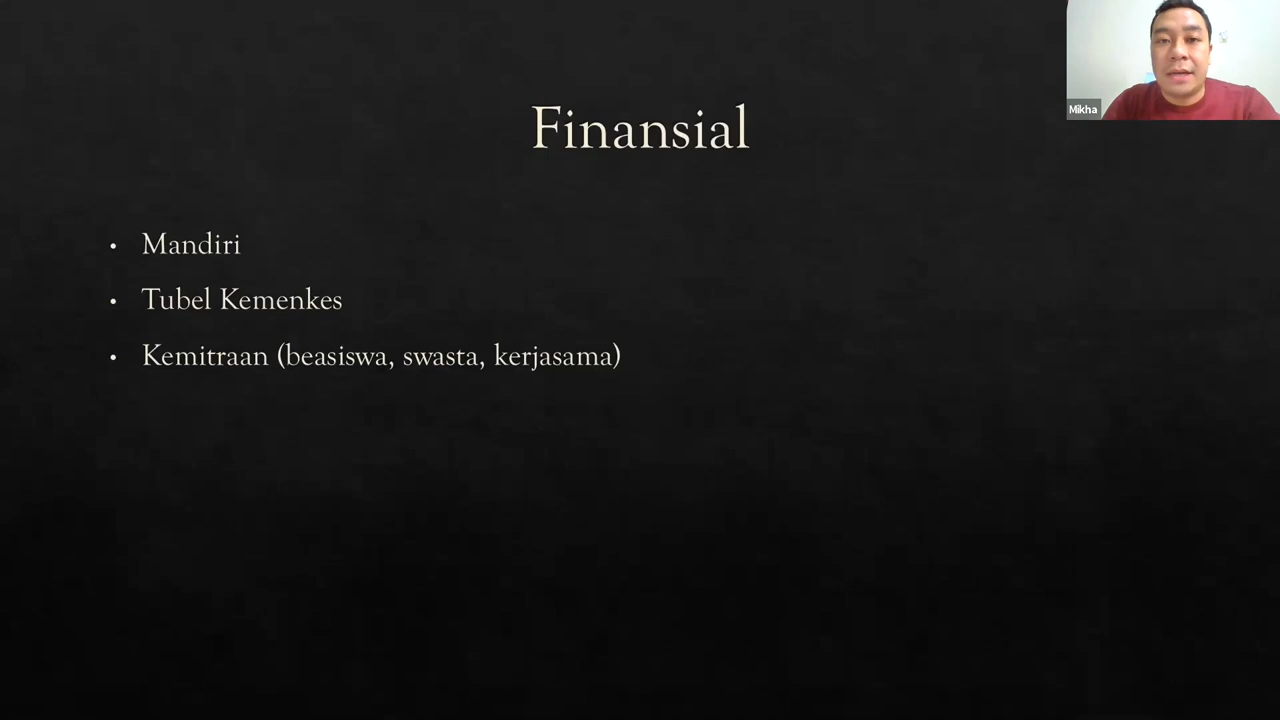 Finansial
Mikha
• Mandiri
• Tubel Kemenkes
• Kemitraan (beasiswa, swasta, kerjasama)